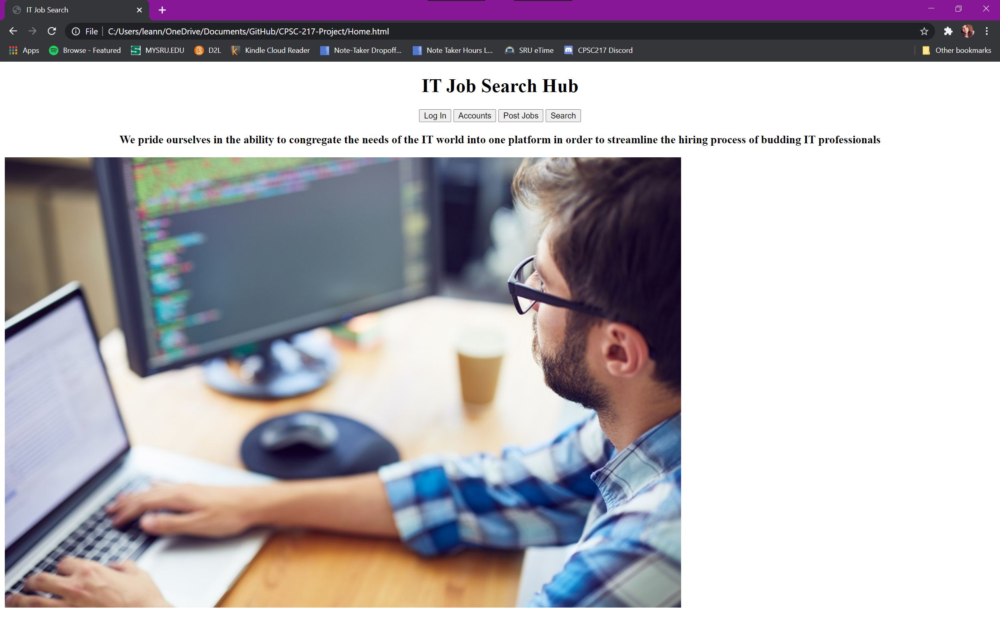 IT Job Search
File C:/Users/leann/OneDrive/Documents/GitHub/CPSC-217-Project/Home.html
Apps Browse - Featured MYSRU.EDU D2L Kindle Cloud Reader Note-Taker Dropoff... Note Taker Hours L... SRU eTime CPSC217 Discord Other bookmarks
IT Job Search Hub
Log In Accounts Post Jobs Search
We pride ourselves in the ability to congregate the needs of the IT world into one platform in order to streamline the hiring process of budding IT professionals